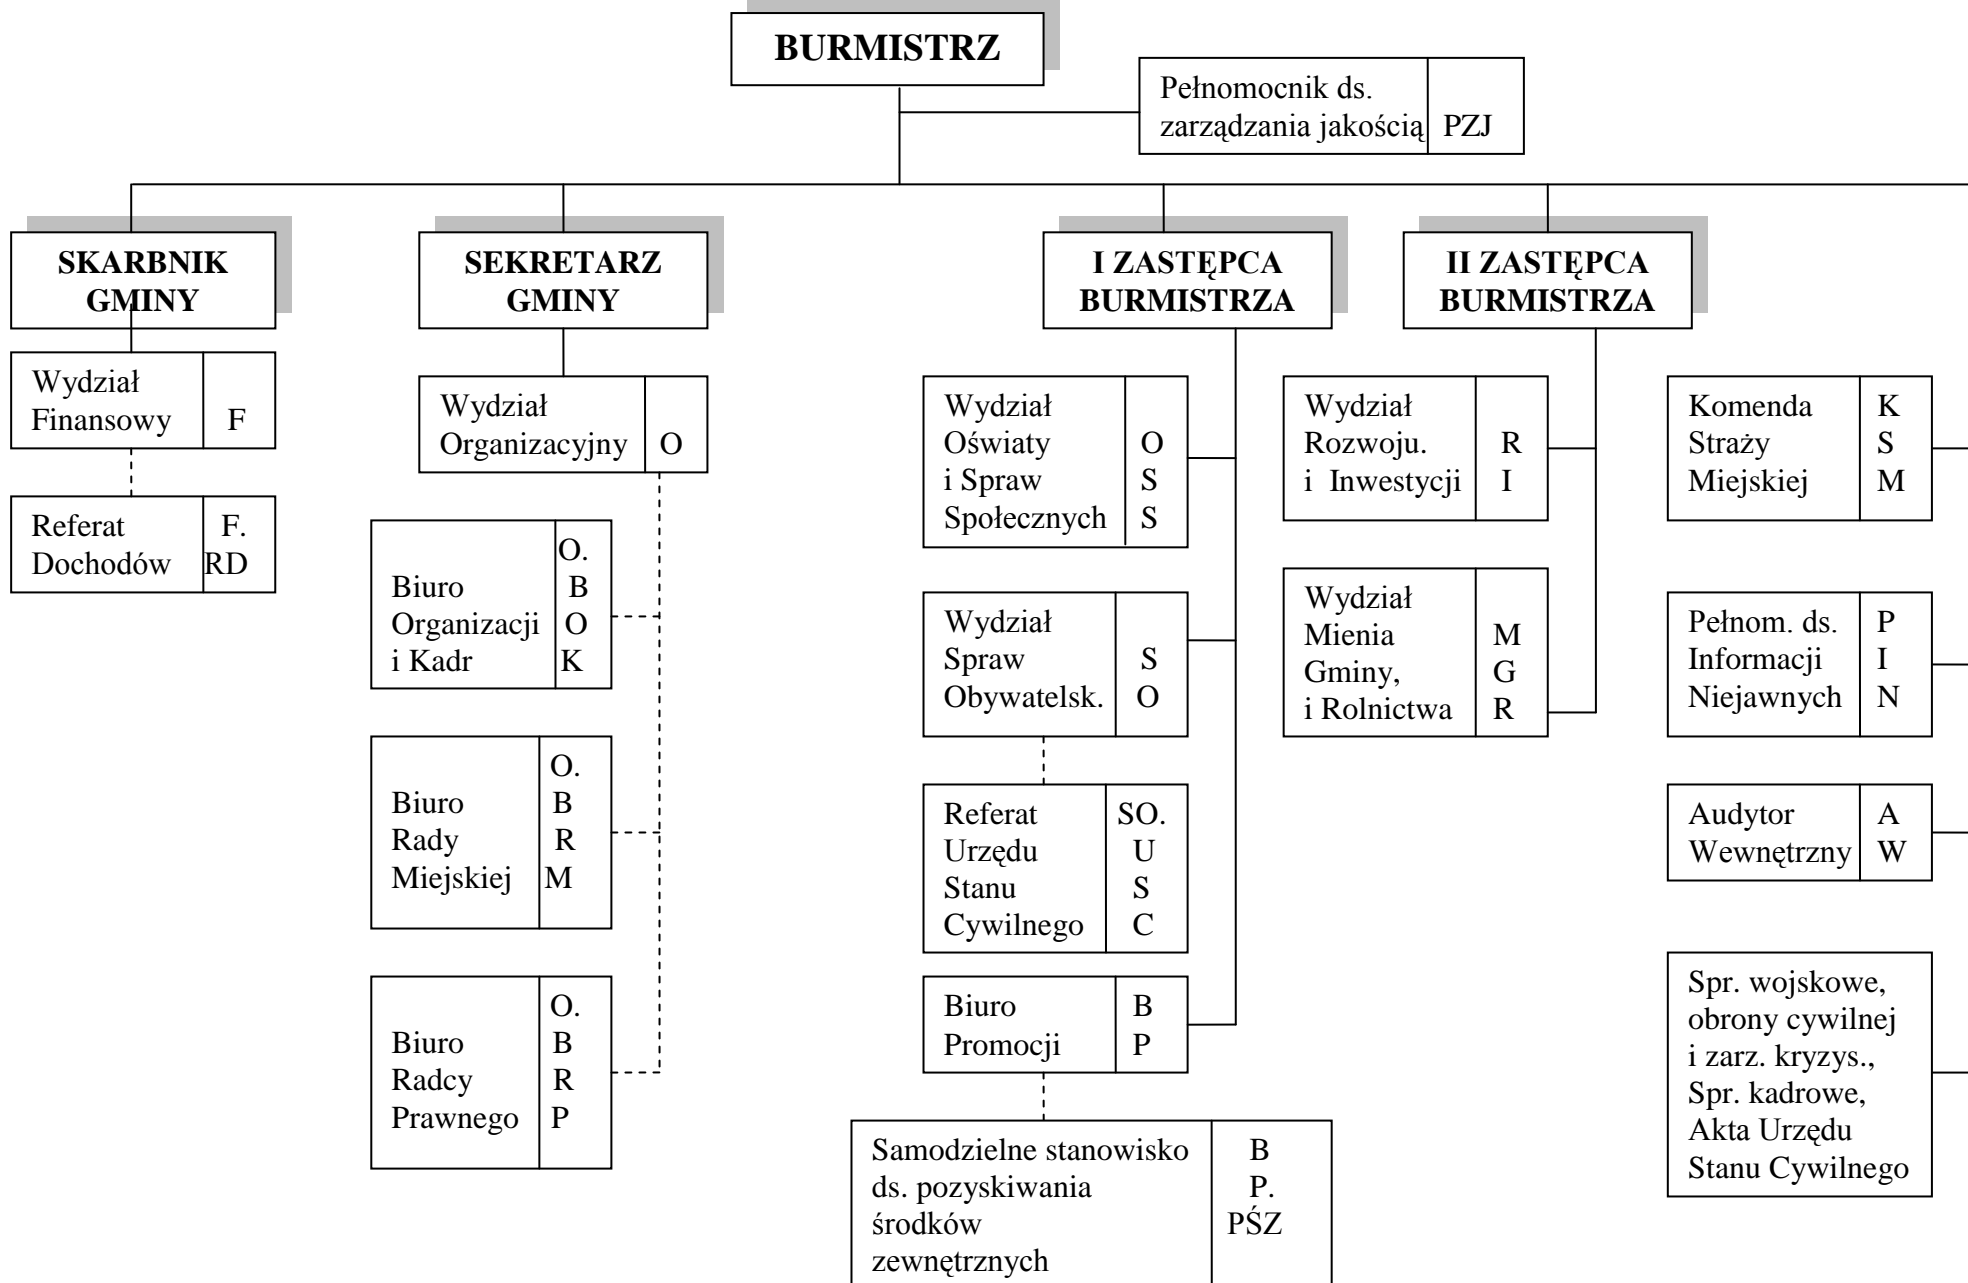 BURMISTRZ
Pełnomocnik ds.
zarządzania jakością PZJ
SKARBNIK
GMINY
SEKRETARZ
GMINY
I ZASTĘPCA
BURMISTRZA
II ZASTĘPCA
BURMISTRZA
Wydział
Finansowy F
Referat F.
Dochodów RD
Wydział
Organizacyjny O
O.
Biuro B
Organizacji O
i Kadr K
O.
Biuro B
Rady R
Miejskiej M
O.
Biuro B
Radcy R
Prawnego P
Wydział
Oświaty O
i Spraw S
Społecznych S
Wydział
Spraw S
Obywatelsk. O
Referat SO.
Urzędu U
Stanu S
Cywilnego C
Biuro B
Promocji P
Samodzielne stanowisko B
ds. pozyskiwania P.
środków PŚZ
zewnętrznych
Wydział
Rozwoju. R
i Inwestycji I
Wydział
Mienia M
Gminy, G
i Rolnictwa R
Komenda K
Straży S
Miejskiej M
Pełnom. ds. P
Informacji I
Niejawnych N
Audytor A
Wewnętrzny W
Spr. wojskowe,
obrony cywilnej
i zarz. kryzys.,
Spr. kadrowe,
Akta Urzędu
Stanu Cywilnego